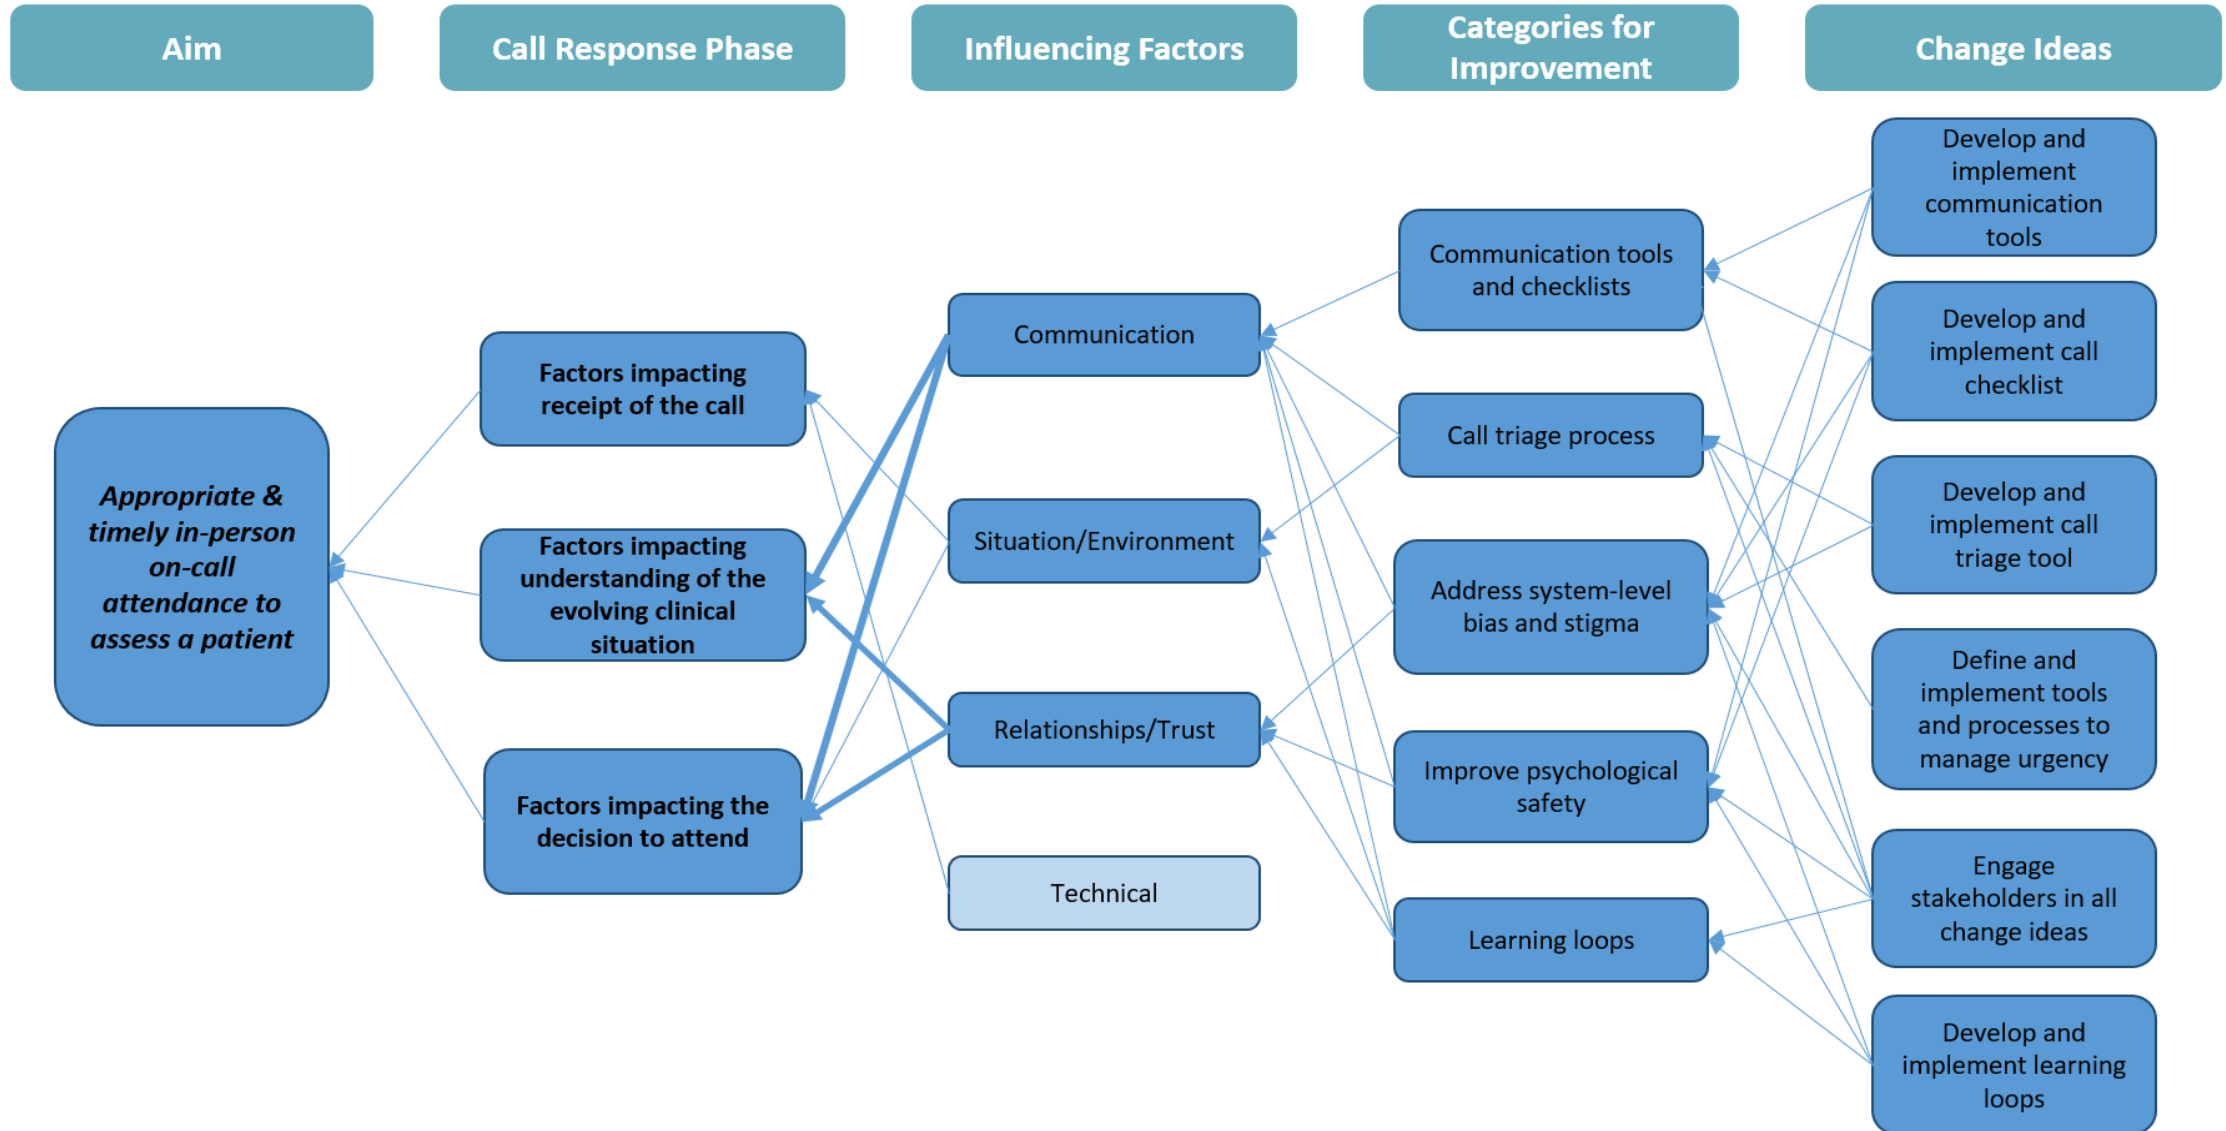 Aim
Call Response Phase
Influencing Factors
Categories for
Improvement
Change Ideas
Appropriate &
timely in-person
on-call
attendance to
assess a patient
Factors impacting
receipt of the call
Factors impacting
understanding of the
evolving clinical
situation
Factors impacting the
decision to attend
Communication
Situation/Environment
Relationships/Trust
Technical
Communication tools
and checklists
Call triage process
Address system-level
bias and stigma
Improve psychological
safety
Learning loops
Develop and
implement
communication
tools
Develop and
implement call
checklist
Develop and
implement call
triage tool
Define and
implement tools
and processes to
manage urgency
Engage
stakeholders in all
change ideas
Develop and
implement learning
loops